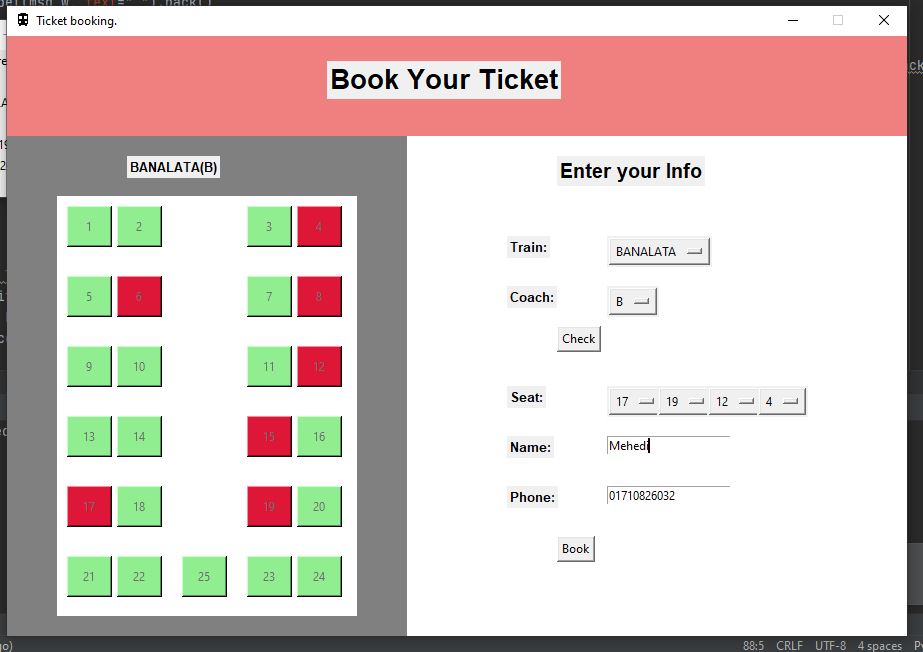 Ticket booking.
Book Your Ticket
BANALATA(B)
1 2 3 4
5 6 7 8
9 10 11 12
13 14 15 16
17 18 19 20
21 22 25 23 24
Enter your Info
Train: BANALATA
Coach: B
Check
Seat: 17 19 12 4
Name: Mehedi
Phone: 01710826032
Book
88:5 CRLF UTF-8 4 spaces